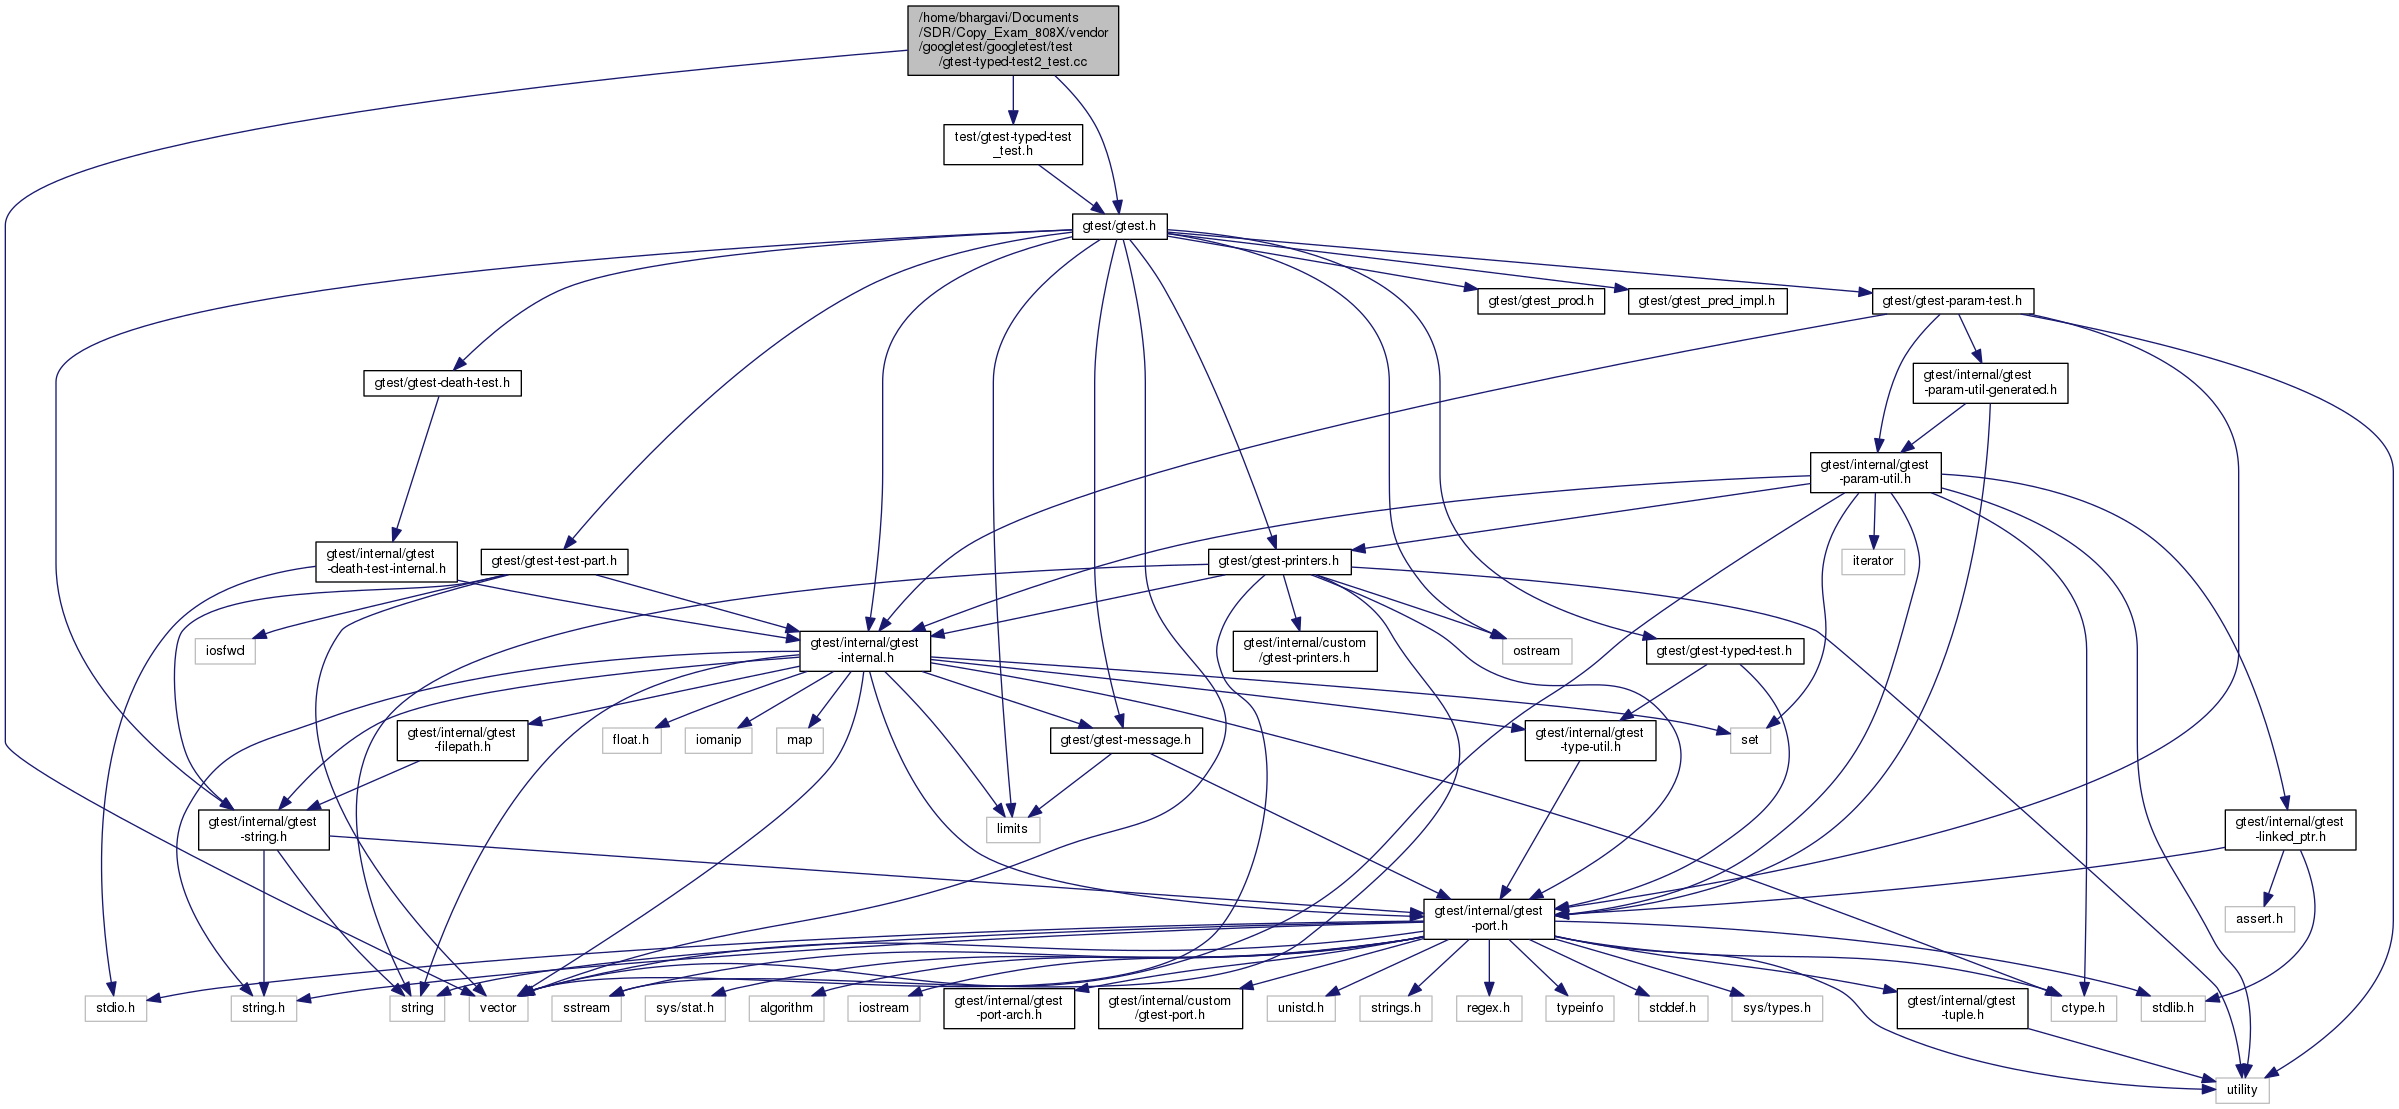 /home/bhargavi/Documents
/SDR/Copy_Exam_808X/vendor
/googletest/googletest/test
/gtest-typed-test2_test.cc
test/gtest-typed-test
_test.h
gtest/gtest.h
gtest/gtest_prod.h
gtest/gtest_pred_impl.h
gtest/gtest-param-test.h
gtest/gtest-death-test.h
gtest/internal/gtest
-param-util-generated.h
gtest/internal/gtest
-param-util.h
gtest/internal/gtest
-death-test-internal.h
gtest/gtest-test-part.h
gtest/gtest-printers.h
iterator
iosfwd
gtest/internal/gtest
-internal.h
gtest/internal/custom
/gtest-printers.h
ostream
gtest/gtest-typed-test.h
gtest/internal/gtest
-filepath.h
float.h
iomanip
map
gtest/gtest-message.h
gtest/internal/gtest
-type-util.h
set
gtest/internal/gtest
-string.h
limits
gtest/internal/gtest
-linked_ptr.h
gtest/internal/gtest
-port.h
assert.h
stdio.h
string.h
string
vector
sstream
sys/stat.h
algorithm
iostream
gtest/internal/gtest
-port-arch.h
gtest/internal/custom
/gtest-port.h
unistd.h
strings.h
regex.h
typeinfo
stddef.h
sys/types.h
gtest/internal/gtest
-tuple.h
ctype.h
stdlib.h
utility